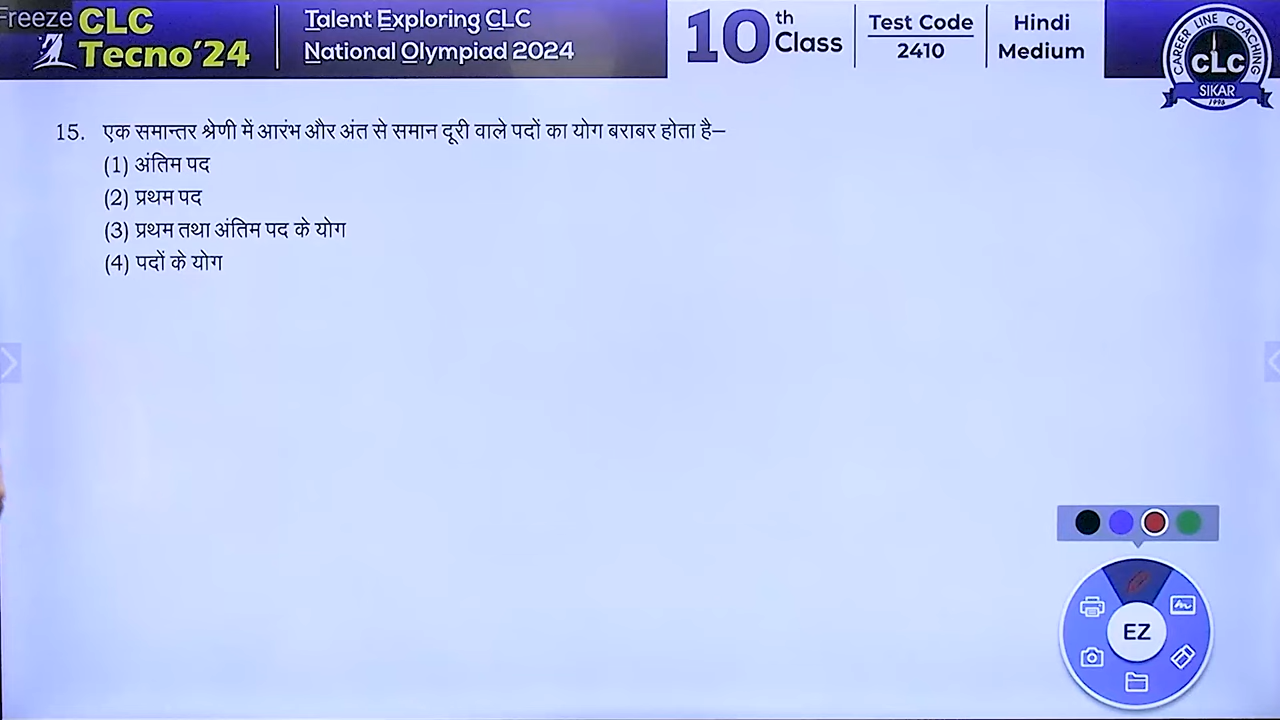 Freeze
CLC
Tecno'24
Talent Exploring CLC
National Olympiad 2024
10th Class
Test Code
2410
Hindi
Medium
CAREER LINE COACHING
CLC
SIKAR
1996
15. एक समान्तर श्रेणी में आरंभ और अंत से समान दूरी वाले पदों का योग बराबर होता है–
(1) अंतिम पद
(2) प्रथम पद
(3) प्रथम तथा अंतिम पद के योग
(4) पदों के योग
EZ